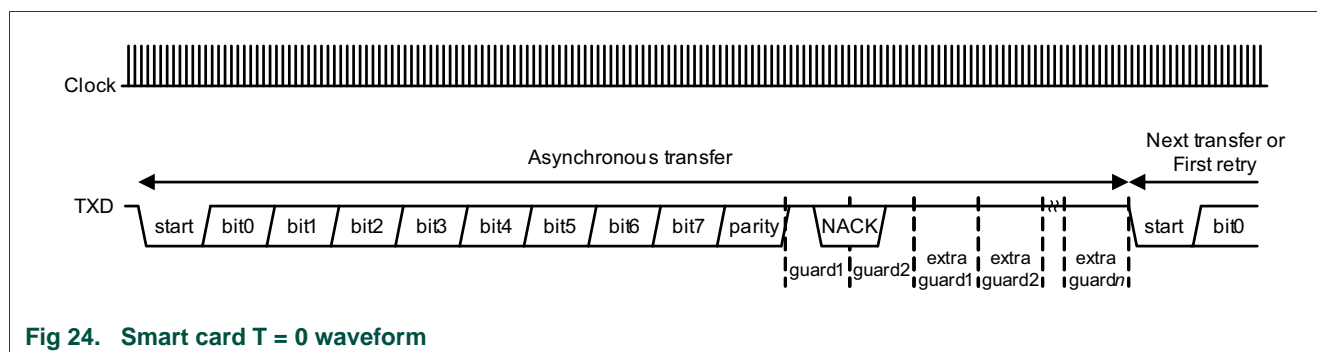 Clock
Next transfer or
First retry
Asynchronous transfer
TXD
start bit0 bit1 bit2 bit3 bit4 bit5 bit6 bit7 parity NACK start bit0
guard1 guard2 extra guard1 extra guard2 extra guardn
Fig 24. Smart card T = 0 waveform